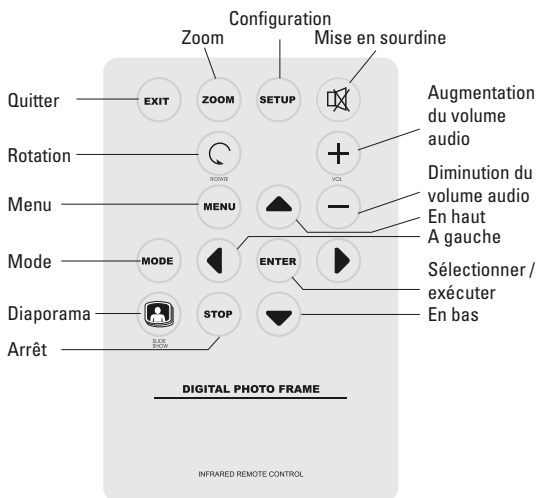 Configuration
Zoom
Mise en sourdine
Quitter
EXIT
ZOOM
SETUP
Augmentation
du volume
audio
Rotation
ROTATE
VOL
Diminution du
volume audio
Menu
MENU
En haut
A gauche
Mode
MODE
ENTER
Sélectionner /
exécuter
Diaporama
SLIDE
SHOW
STOP
En bas
Arrêt
DIGITAL PHOTO FRAME
INFRARED REMOTE CONTROL